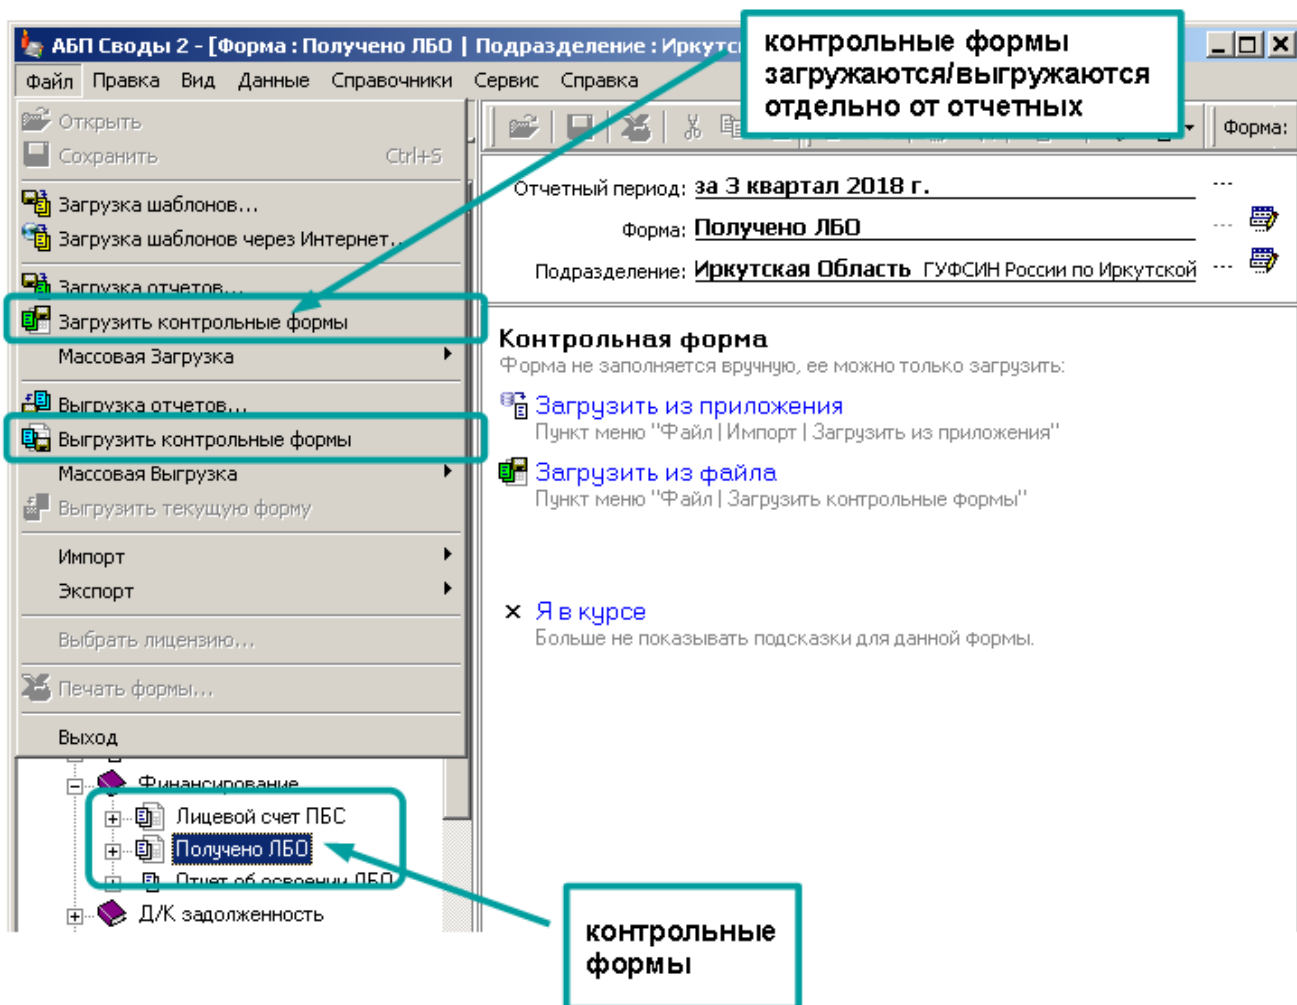 АБП Своды 2 - [Форма : Получено ЛБО | Подразделение : Иркутс
контрольные формы
загружаются/выгружаются
отдельно от отчетных
Файл Правка Вид Данные Справочники Сервис Справка
Открыть
Сохранить Ctrl+S
Загрузка шаблонов...
Загрузка шаблонов через Интернет...
Загрузка отчетов...
Загрузить контрольные формы
Массовая Загрузка
Выгрузка отчетов...
Выгрузить контрольные формы
Массовая Выгрузка
Выгрузить текущую форму
Импорт
Экспорт
Выбрать лицензию...
Печать формы...
Выход
Финансирование
Лицевой счет ПБС
Получено ЛБО
Отчет об освоении ЛБО
Д/К задолженность
Форма:
Отчетный период: за 3 квартал 2018 г. ...
Форма: Получено ЛБО ...
Подразделение: Иркутская Область ГУФСИН России по Иркутской ...
Контрольная форма
Форма не заполняется вручную, ее можно только загрузить:
Загрузить из приложения
Пункт меню "Файл | Импорт | Загрузить из приложения"
Загрузить из файла
Пункт меню "Файл | Загрузить контрольные формы"
Я в курсе
Больше не показывать подсказки для данной формы.
контрольные
формы